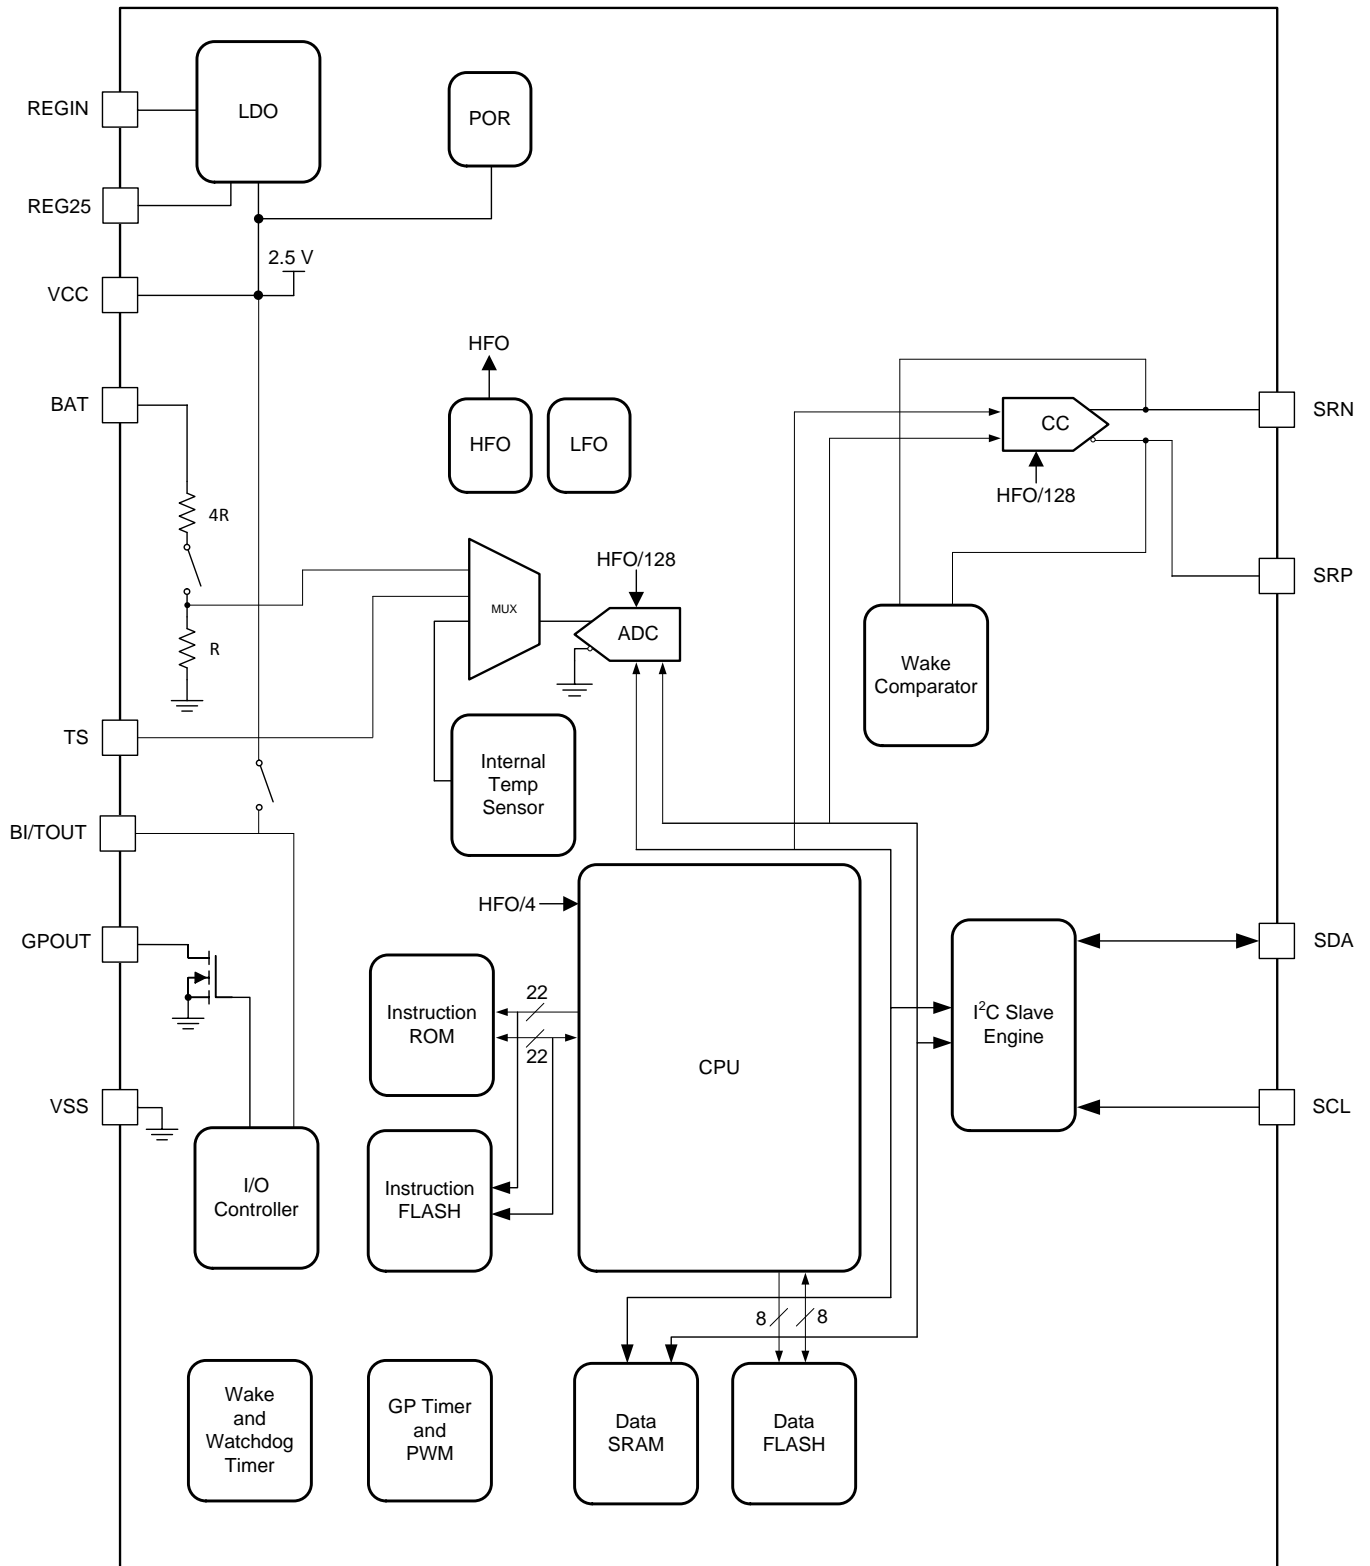 REGIN
LDO
POR
REG25
2.5 V
VCC
HFO
BAT
HFO
LFO
CC
SRN
HFO/128
4R
HFO/128
SRP
MUX
ADC
R
Wake
Comparator
TS
Internal
Temp
Sensor
BI/TOUT
HFO/4
GPOUT
SDA
22
Instruction
ROM
22
I²C Slave
Engine
CPU
VSS
SCL
I/O
Controller
Instruction
FLASH
8
8
Wake
and
Watchdog
Timer
GP Timer
and
PWM
Data
SRAM
Data
FLASH